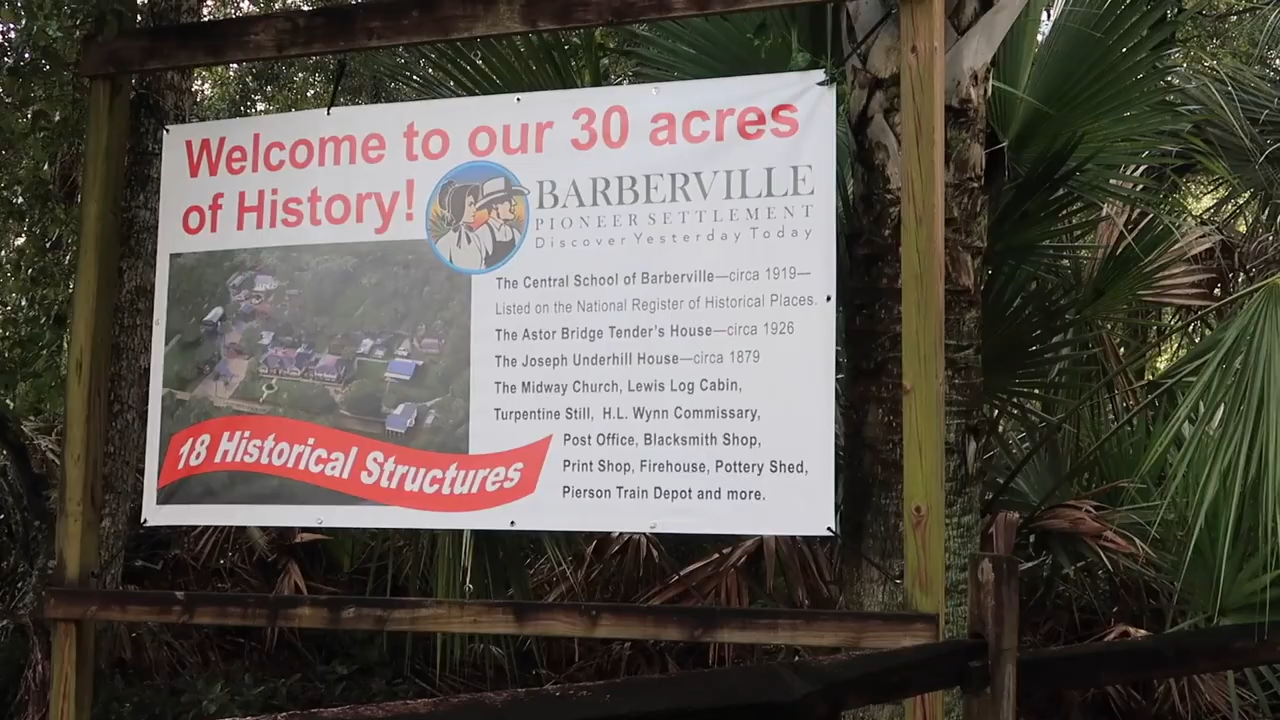 Welcome to our 30 acres
of History!
BARBERVILLE
PIONEER SETTLEMENT
Discover Yesterday Today
The Central School of Barberville—circa 1919—
Listed on the National Register of Historical Places.
The Astor Bridge Tender's House—circa 1926
The Joseph Underhill House—circa 1879
The Midway Church, Lewis Log Cabin,
Turpentine Still, H.L. Wynn Commissary,
Post Office, Blacksmith Shop,
Print Shop, Firehouse, Pottery Shed,
Pierson Train Depot and more.
18 Historical Structures